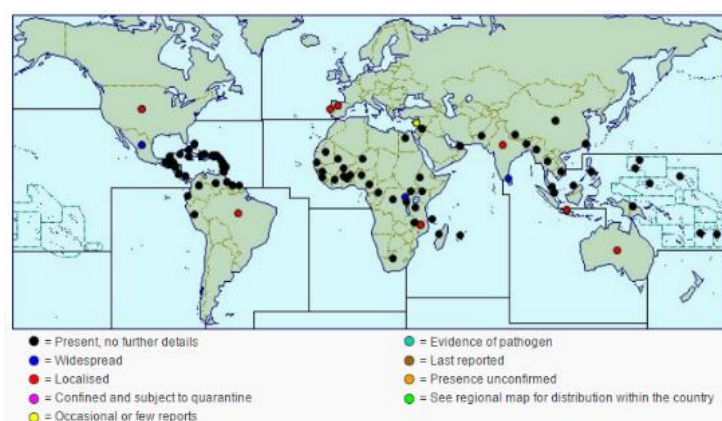 = Present, no further details
= Widespread
= Localised
= Confined and subject to quarantine
= Occasional or few reports
= Evidence of pathogen
= Last reported
= Presence unconfirmed
= See regional map for distribution within the country